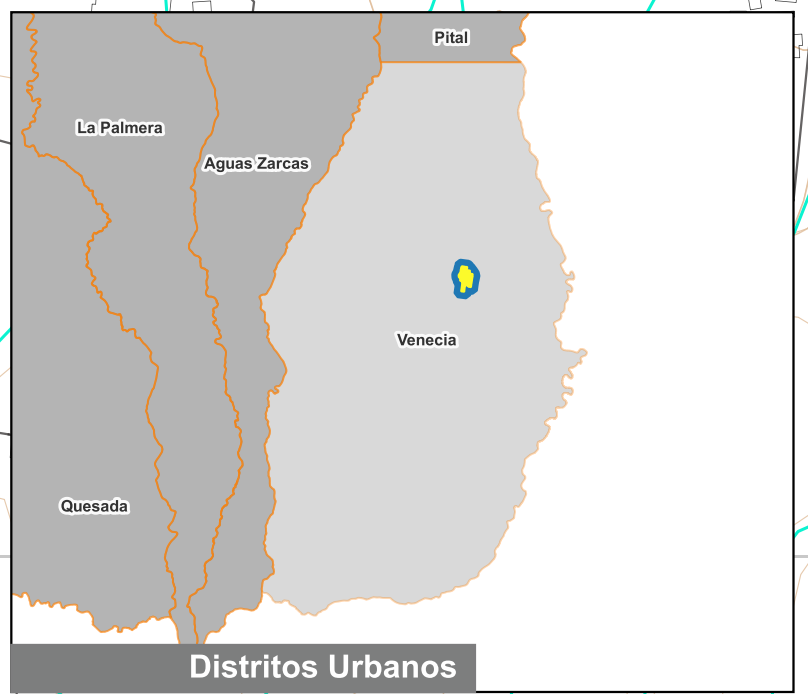 Pital
La Palmera
Aguas Zarcas
Venecia
Quesada
Distritos Urbanos